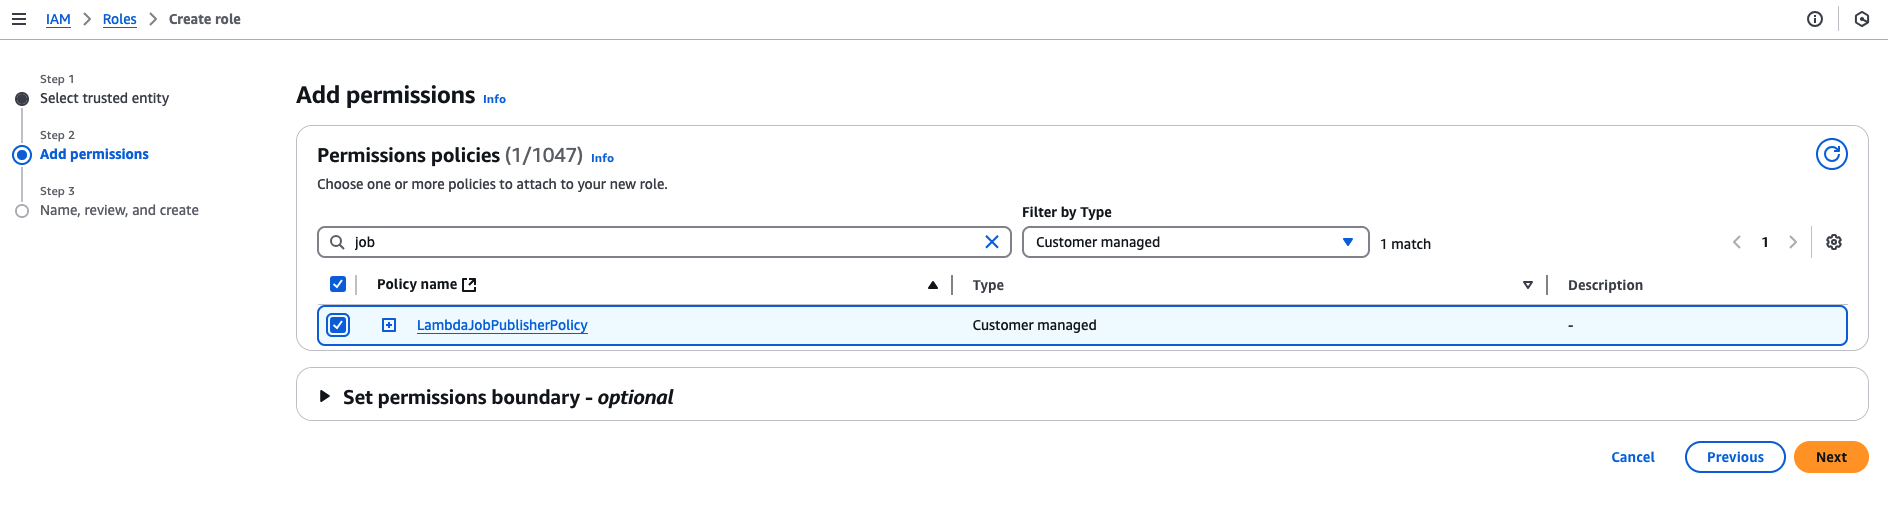 IAM > Roles > Create role
Step 1
Select trusted entity
Step 2
Add permissions
Step 3
Name, review, and create
Add permissions Info
Permissions policies (1/1047) Info
Choose one or more policies to attach to your new role.
Filter by Type
job
Customer managed
1 match
1
Policy name
Type
Description
LambdaJobPublisherPolicy
Customer managed
-
Set permissions boundary - optional
Cancel
Previous
Next